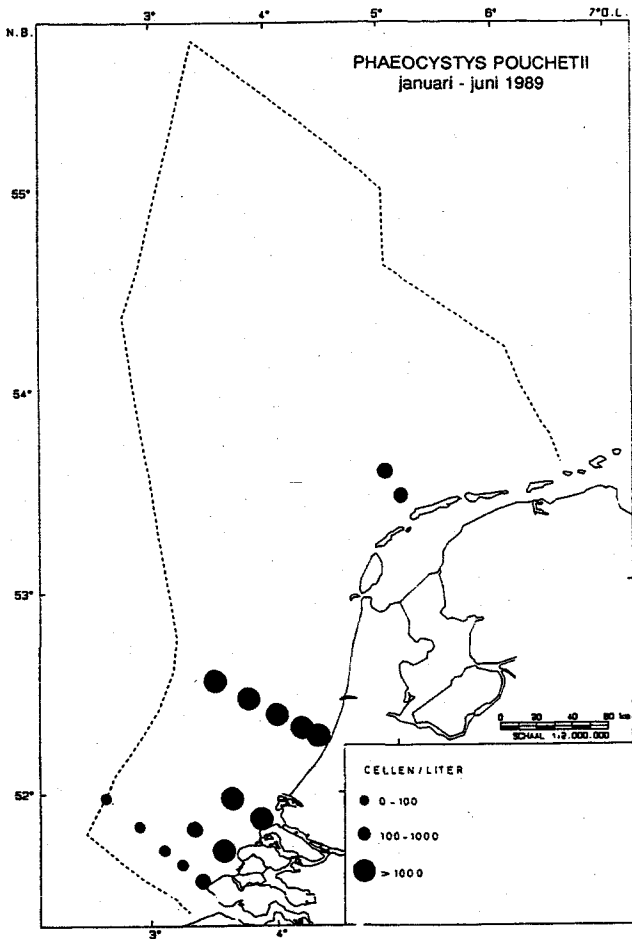 3° 4° 5° 6° 7°O.L.
N.B.
PHAEOCYSTYS POUCHETII
januari - juni 1989
55°
54°
53°
0 20 40 60 km
SCHAAL 1:2.000.000
52°
CELLEN/LITER
0-100
100-1000
> 1000
3° 4°